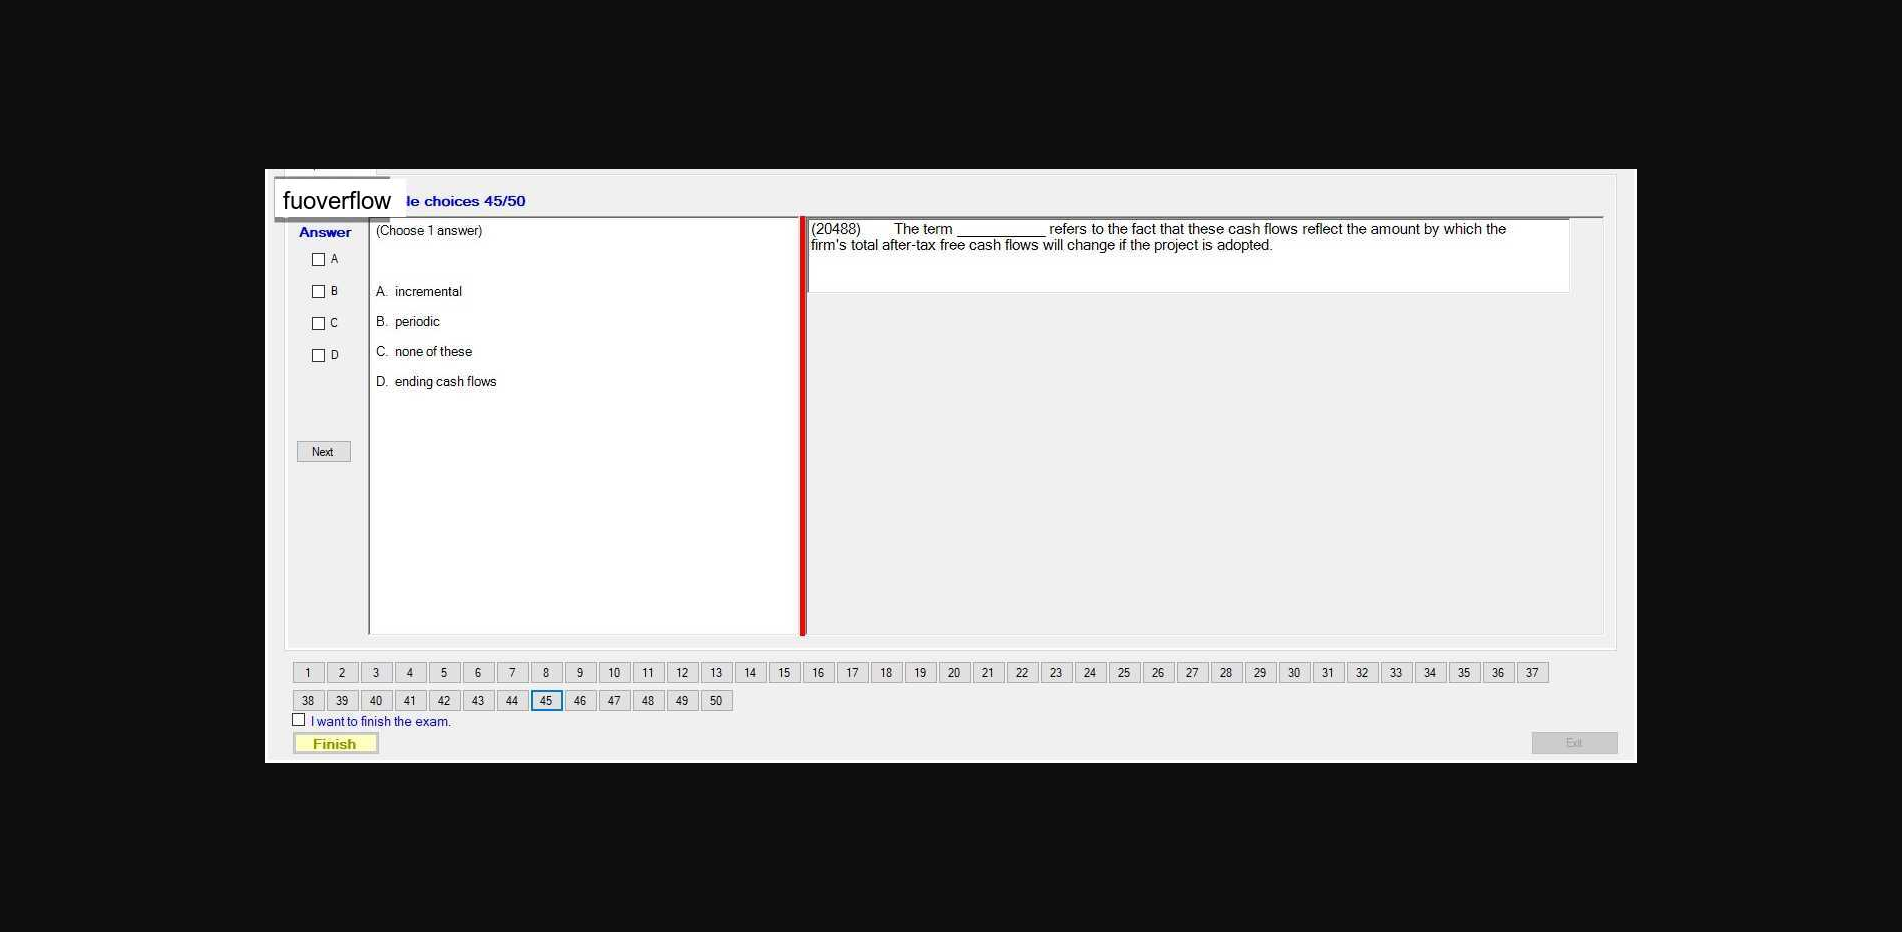 fuoverflow
le choices 45/50
Answer
A
B
C
D
Next
(Choose 1 answer)
A. incremental
B. periodic
C. none of these
D. ending cash flows
(20488) The term ___________ refers to the fact that these cash flows reflect the amount by which the
firm's total after-tax free cash flows will change if the project is adopted.
1 2 3 4 5 6 7 8 9 10 11 12 13 14 15 16 17 18 19 20 21 22 23 24 25 26 27 28 29 30 31 32 33 34 35 36 37
38 39 40 41 42 43 44 45 46 47 48 49 50
I want to finish the exam.
Finish
Exit